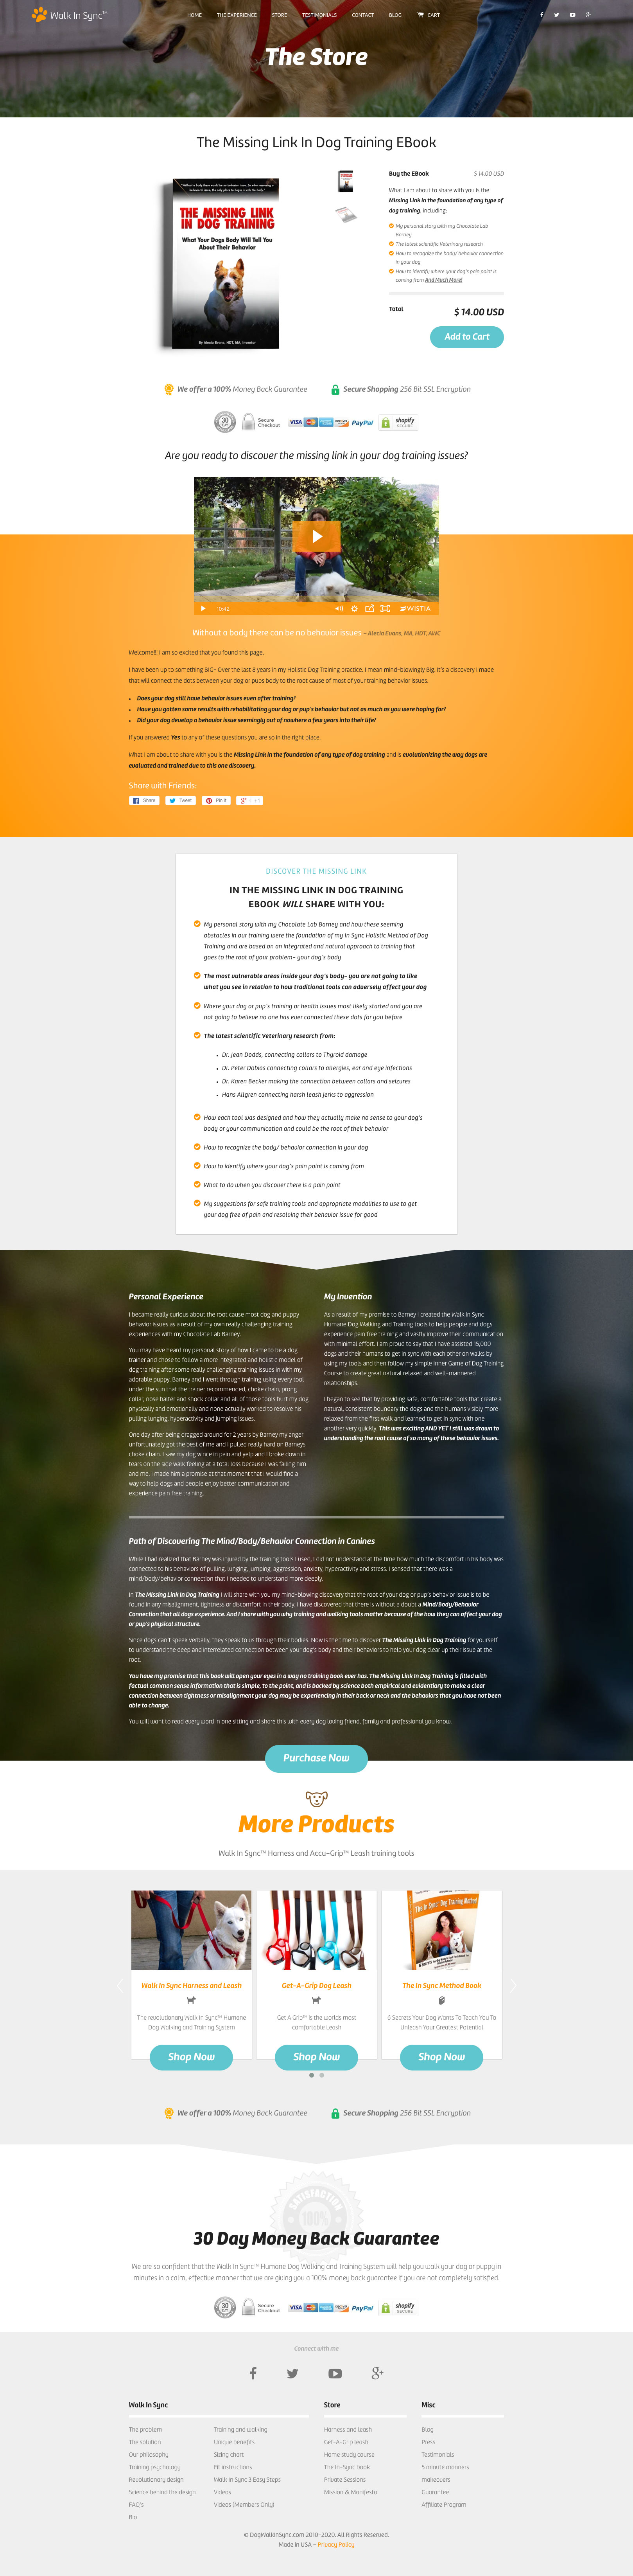 Walk In Sync™
HOME THE EXPERIENCE STORE TESTIMONIALS CONTACT BLOG CART
The Store
The Missing Link In Dog Training EBook
THE MISSING LINK
IN DOG TRAINING
What Your Dogs Body Will Tell You
About Their Behavior
By Alecia Evans, HDT, MA, Inventor
Buy the EBook $ 14.00 USD
What I am about to share with you is the
Missing Link in the foundation of any type of
dog training, including:
My personal story with my Chocolate Lab
Barney
The latest scientific Veterinary research
How to recognize the body/ behavior connection
in your dog
How to identify where your dog's pain point is
coming from And Much More!
Total $ 14.00 USD
Add to Cart
We offer a 100% Money Back Guarantee
Secure Shopping 256 Bit SSL Encryption
30
Secure
Checkout
VISA
DISCOVER
PayPal
shopify
SECURE
Are you ready to discover the missing link in your dog training issues?
10:42
WISTIA
Without a body there can be no behavior issues - Alecia Evans, MA, HDT, AWC
Welcome!!! I am so excited that you found this page.
I have been up to something BIG- Over the last 8 years in my Holistic Dog Training practice. I mean mind-blowingly Big. It's a discovery I made
that will connect the dots between your dog or pups body to the root cause of most of your training behavior issues.
• Does your dog still have behavior issues even after training?
• Have you gotten some results with rehabilitating your dog or pup's behavior but not as much as you were hoping for?
• Did your dog develop a behavior issue seemingly out of nowhere a few years into their life?
If you answered Yes to any of these questions you are so in the right place.
What I am about to share with you is the Missing Link in the foundation of any type of dog training and is evolutionizing the way dogs are
evaluated and trained due to this one discovery.
Share with Friends:
Share Tweet Pin it +1
DISCOVER THE MISSING LINK
IN THE MISSING LINK IN DOG TRAINING
EBOOK WILL SHARE WITH YOU:
My personal story with my Chocolate Lab Barney and how these seeming
obstacles in our training were the foundation of my In Sync Holistic Method of Dog
Training and are based on an integrated and natural approach to training that
goes to the root of your problem- your dog's body
The most vulnerable areas inside your dog's body- you are not going to like
what you see in relation to how traditional tools can adversely affect your dog
Where your dog or pup's training or health issues most likely started and you are
not going to believe no one has ever connected these dots for you before
The latest scientific Veterinary research from:
• Dr. Jean Dodds, connecting collars to Thyroid damage
• Dr. Peter Dobias connecting collars to allergies, ear and eye infections
• Dr. Karen Becker making the connection between collars and seizures
• Hans Allgren connecting harsh leash jerks to aggression
How each tool was designed and how they actually make no sense to your dog's
body or your communication and could be the root of their behavior
How to recognize the body/ behavior connection in your dog
How to identify where your dog's pain point is coming from
What to do when you discover there is a pain point
My suggestions for safe training tools and appropriate modalities to use to get
your dog free of pain and resolving their behavior issue for good
Personal Experience
I became really curious about the root cause most dog and puppy
behavior issues as a result of my own really challenging training
experiences with my Chocolate Lab Barney.
You may have heard my personal story of how I came to be a dog
trainer and chose to follow a more integrated and holistic model of
dog training after some really challenging training issues in with my
adorable puppy. Barney and I went through training using every tool
under the sun that the trainer recommended, choke chain, prong
collar, nose halter and shock collar and all of those tools hurt my dog
physically and emotionally and none actually worked to resolve his
pulling lunging, hyperactivity and jumping issues.
One day after being dragged around for 2 years by Barney my anger
unfortunately got the best of me and I pulled really hard on Barneys
choke chain. I saw my dog wince in pain and yelp and I broke down in
tears on the side walk feeling at a total loss because I was failing him
and me. I made him a promise at that moment that I would find a
way to help dogs and people enjoy better communication and
experience pain free training.
My Invention
As a result of my promise to Barney I created the Walk in Sync
Humane Dog Walking and Training tools to help people and dogs
experience pain free training and vastly improve their communication
with minimal effort. I am proud to say that I have assisted 15,000
dogs and their humans to get in sync with each other on walks by
using my tools and then follow my simple Inner Game of Dog Training
Course to create great natural relaxed and well-mannered
relationships.
I began to see that by providing safe, comfortable tools that create a
natural, consistent boundary the dogs and the humans visibly more
relaxed from the first walk and learned to get in sync with one
another very quickly. This was exciting AND YET I still was drawn to
understanding the root cause of so many of these behavior issues.
Path of Discovering The Mind/Body/Behavior Connection in Canines
While I had realized that Barney was injured by the training tools I used, I did not understand at the time how much the discomfort in his body was
connected to his behaviors of pulling, lunging, jumping, aggression, anxiety, hyperactivity and stress. I sensed that there was a
mind/body/behavior connection that I needed to understand more deeply.
In The Missing Link In Dog Training I will share with you my mind-blowing discovery that the root of your dog or pup's behavior issue is to be
found in any misalignment, tightness or discomfort in their body. I have discovered that there is without a doubt a Mind/Body/Behavior
Connection that all dogs experience. And I share with you why training and walking tools matter because of the how they can affect your dog
or pup's physical structure.
Since dogs can't speak verbally, they speak to us through their bodies. Now is the time to discover The Missing Link In Dog Training for yourself
to understand the deep and interrelated connection between your dog's body and their behaviors to help your dog clear up their issue at the
root.
You have my promise that this book will open your eyes in a way no training book ever has. The Missing Link In Dog Training is filled with
factual common sense information that is simple, to the point, and is backed by science both empirical and evidentiary to make a clear
connection between tightness or misalignment your dog may be experiencing in their back or neck and the behaviors that have not been
able to change.
You will want to read every word in one sitting and share this with every dog loving friend, family and professional you know.
Purchase Now
More Products
Walk In Sync™ Harness and Accu-Grip™ Leash training tools
Walk In Sync Harness and Leash
The revolutionary Walk In Sync™ Humane
Dog Walking and Training System
Shop Now
Get-A-Grip Dog Leash
Get A Grip™ is the worlds most
comfortable Leash
Shop Now
The In Sync Method Book
6 Secrets Your Dog Wants To Teach You To
Unleash Your Greatest Potential
Shop Now
We offer a 100% Money Back Guarantee
Secure Shopping 256 Bit SSL Encryption
SATISFACTION
100%
30 Day Money Back Guarantee
We are so confident that the Walk In Sync™ Humane Dog Walking and Training System will help you walk your dog or puppy in
minutes in a calm, effective manner that we are giving you a 100% money back guarantee if you are not completely satisfied.
30
Secure
Checkout
VISA
DISCOVER
PayPal
shopify
SECURE
Connect with me
Walk In Sync
The problem
The solution
Our philosophy
Training psychology
Revolutionary design
Science behind the design
FAQ's
Bio
Training and walking
Unique benefits
Sizing chart
Fit instructions
Walk In Sync 3 Easy Steps
Videos
Videos (Members Only)
Store
Harness and leash
Get-A-Grip leash
Home study course
The In-Sync book
Private Sessions
Mission & Manifesto
Misc
Blog
Press
Testimonials
5 minute manners
makeovers
Guarantee
Affiliate Program
© DogWalkinSync.com 2010-2020. All Rights Reserved.
Made in USA - Privacy Policy